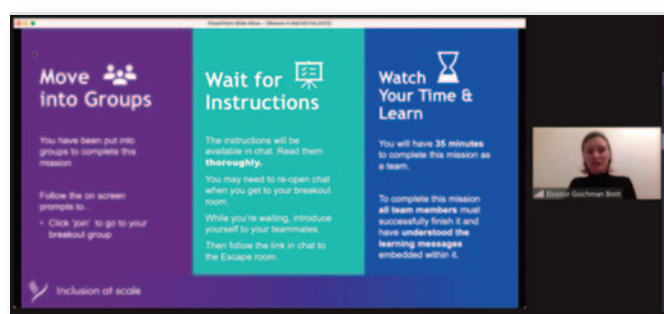 Move
into Groups
You have been put into
groups to complete this
mission.
Follow the on screen
prompts to...
• Click 'join' to go to your
breakout group
Wait for
Instructions
The instructions will be
available in chat. Read them
thoroughly.
You may need to re-open chat
when you get to your breakout
room.
While you're waiting, introduce
yourself to your teammates.
Then follow the link in chat to
the Escape room.
Watch
Your Time &
Learn
You will have 35 minutes
to complete this mission as
a team.
To complete this mission
all team members must
successfully finish it and
have understood the
learning messages
embedded within it.
Inclusion at scale
Eleanor Goichman Brett